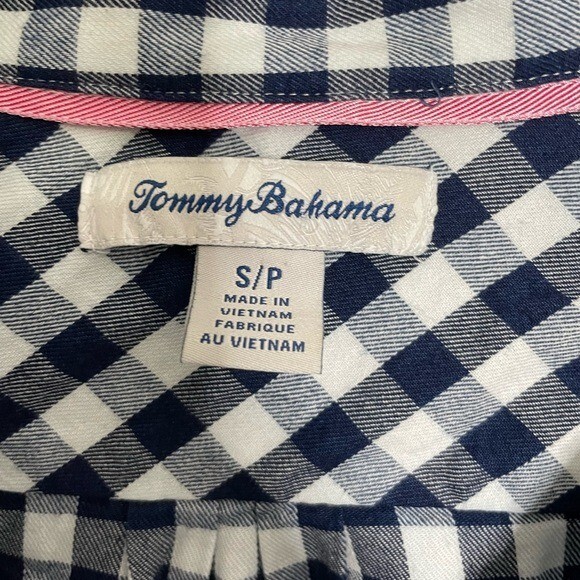 Tommy Bahama
S/P
MADE IN
VIETNAM
FABRIQUE
AU VIETNAM